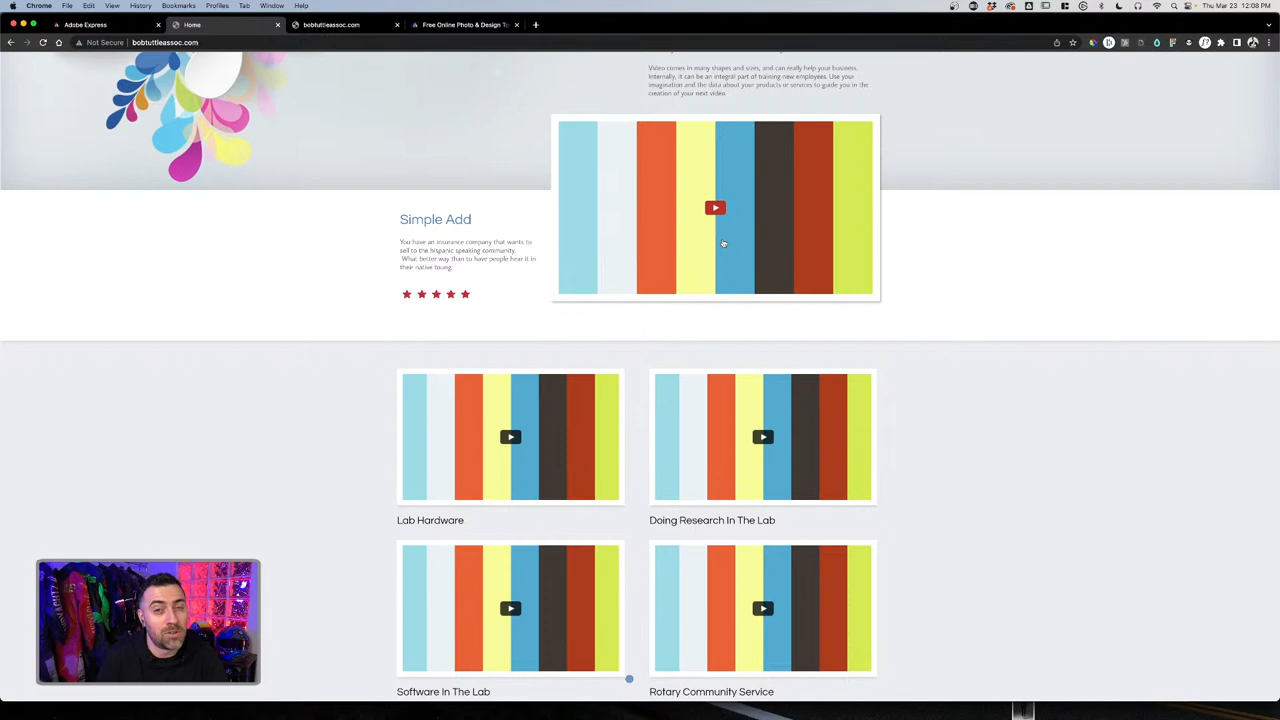 Chrome File Edit View History Bookmarks Profiles Tab Window Help
Thu Mar 23 12:08 PM
Adobe Express
Home
bobtuttleassoc.com
Free Online Photo & Design To
Not Secure
bobtuttleassoc.com
Video comes in many shapes and sizes, and can really help your business.
Internally, it can be an integral part of training new employees. Use your
imagination and the data about your products or services to guide you in the
creation of your next video.
Simple Add
You have an insurance company that wants to
sell to the hispanic speaking community.
What better way than to have people hear it in
their native toung.
Lab Hardware
Doing Research In The Lab
Software In The Lab
Rotary Community Service